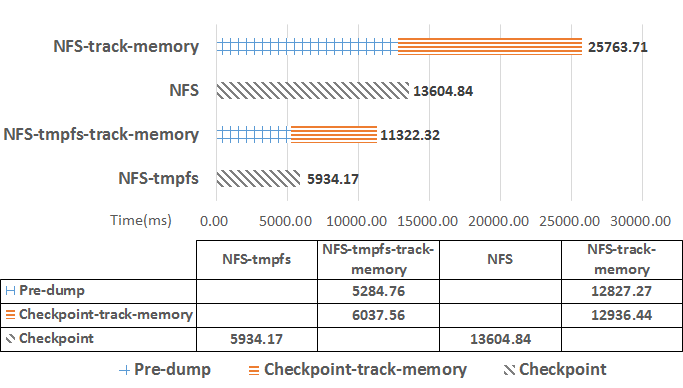 NFS-track-memory 25763.71
NFS 13604.84
NFS-tmpfs-track-memory 11322.32
NFS-tmpfs 5934.17
Time(ms) 0.00 5000.00 10000.00 15000.00 20000.00 25000.00 30000.00
NFS-tmpfs NFS-tmpfs-track- NFS NFS-track-
memory memory
Pre-dump 5284.76 12827.27
Checkpoint-track-memory 6037.56 12936.44
Checkpoint 5934.17 13604.84
Pre-dump Checkpoint-track-memory Checkpoint